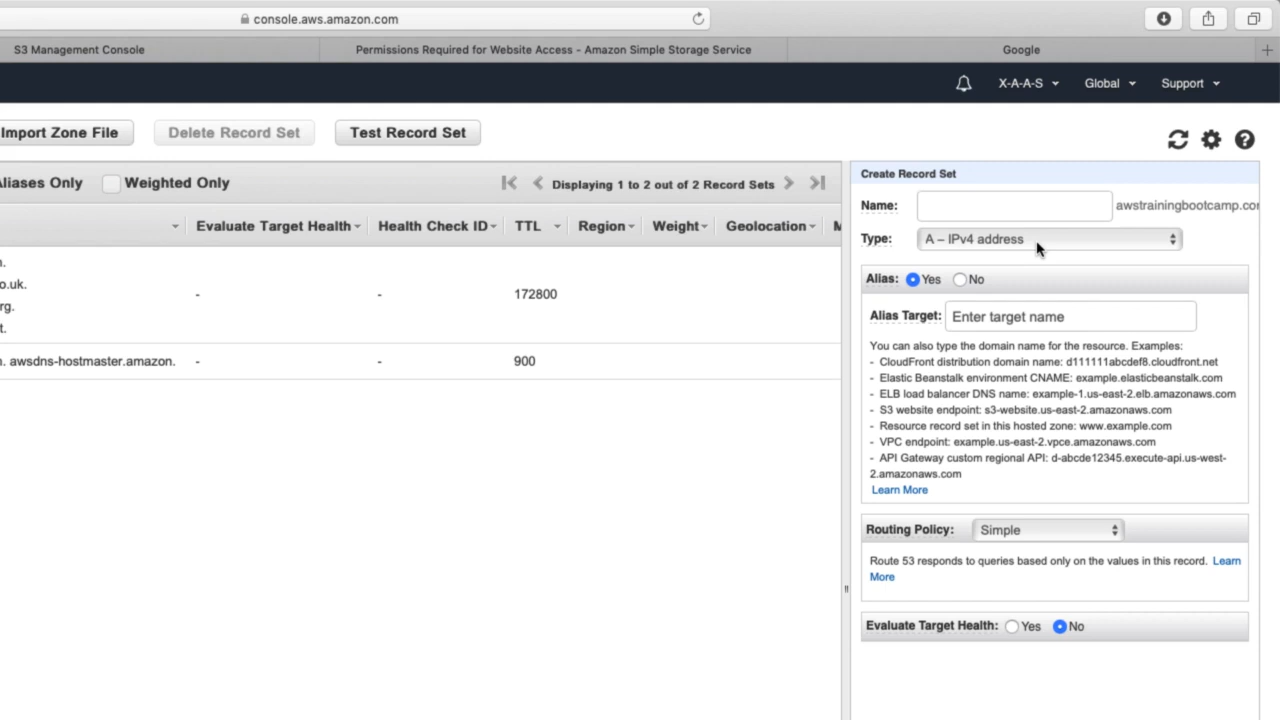 console.aws.amazon.com
S3 Management Console
Permissions Required for Website Access - Amazon Simple Storage Service
Google
X-A-A-S
Global
Support
Import Zone File
Delete Record Set
Test Record Set
Aliases Only
Weighted Only
Displaying 1 to 2 out of 2 Record Sets
Evaluate Target Health
Health Check ID
TTL
Region
Weight
Geolocation
M
n.
o.uk.
rg.
t.
-
-
172800
n. awsdns-hostmaster.amazon.
-
-
900
Create Record Set
Name:
awstrainingbootcamp.cor
Type:
A – IPv4 address
Alias:
Yes
No
Alias Target:
Enter target name
You can also type the domain name for the resource. Examples:
- CloudFront distribution domain name: d111111abcdef8.cloudfront.net
- Elastic Beanstalk environment CNAME: example.elasticbeanstalk.com
- ELB load balancer DNS name: example-1.us-east-2.elb.amazonaws.com
- S3 website endpoint: s3-website.us-east-2.amazonaws.com
- Resource record set in this hosted zone: www.example.com
- VPC endpoint: example.us-east-2.vpce.amazonaws.com
- API Gateway custom regional API: d-abcde12345.execute-api.us-west-
2.amazonaws.com
Learn More
Routing Policy:
Simple
Route 53 responds to queries based only on the values in this record. Learn
More
Evaluate Target Health:
Yes
No